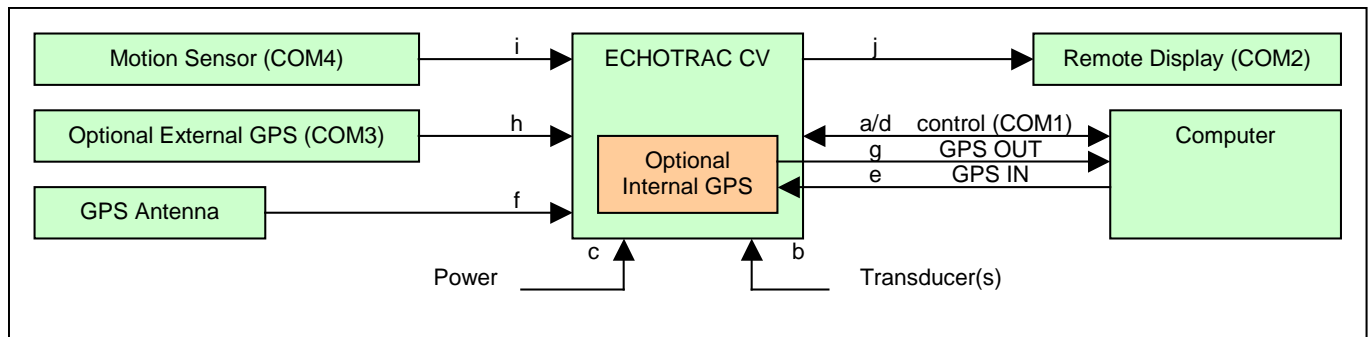 Motion Sensor (COM4)
i
ECHOTRAC CV
j
Remote Display (COM2)
Optional External GPS (COM3)
h
a/d control (COM1)
Computer
Optional
Internal GPS
g GPS OUT
e GPS IN
GPS Antenna
f
c
b
Power
Transducer(s)